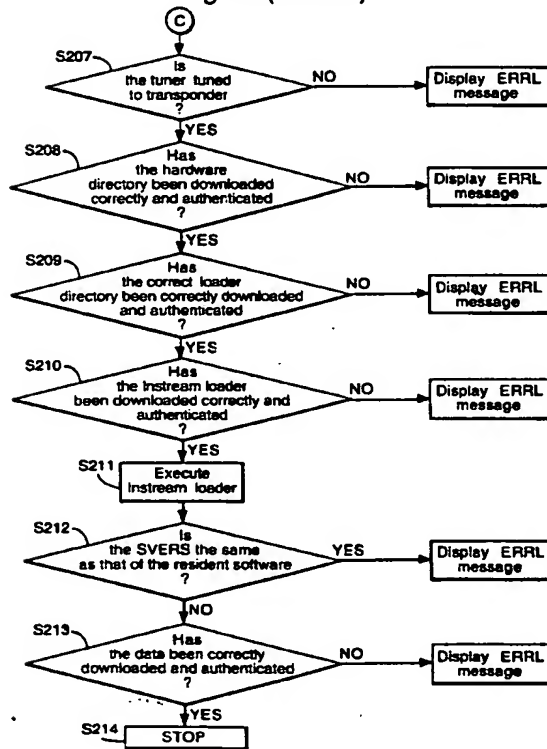 C
S207
Is
the tuner tuned
to transponder
?
NO
Display ERRL
message
YES
S208
Has
the hardware
directory been downloaded
correctly and authenticated
?
NO
Display ERRL
message
YES
S209
Has
the correct loader
directory been correctly downloaded
and authenticated
?
NO
Display ERRL
message
YES
S210
Has
the Instream loader
been downloaded correctly and
authenticated
?
NO
Display ERRL
message
YES
S211
Execute
Instream loader
S212
Is
the SVERS the same
as that of the resident software
?
YES
Display ERRL
message
NO
S213
Has
the data been correctly
downloaded and authenticated
?
NO
Display ERRL
message
YES
S214
STOP